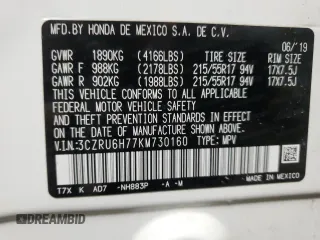 MFD.BY HONDA DE MEXICO S.A. DE C.V.
06/19
GVWR 1890KG (4166LBS) TIRE SIZE RIM SIZE
GAWR F 988KG (2178LBS) 215/55R17 94V 17X7.5J
GAWR R 902KG (1988LBS) 215/55R17 94V 17X7.5J
THIS VEHICLE CONFORMS TO ALL APPLICABLE
FEDERAL MOTOR VEHICLE SAFETY AND THEFT
PREVENTION STANDARDS IN EFFECT ON THE DATE
OF MANUFACTURE SHOWN ABOVE.
V.I.N:3CZRU6H77KM730160 TYPE: MPV
T7X K AD7 -NH883P -A -M
MADE IN MEXICO
DREAMBID